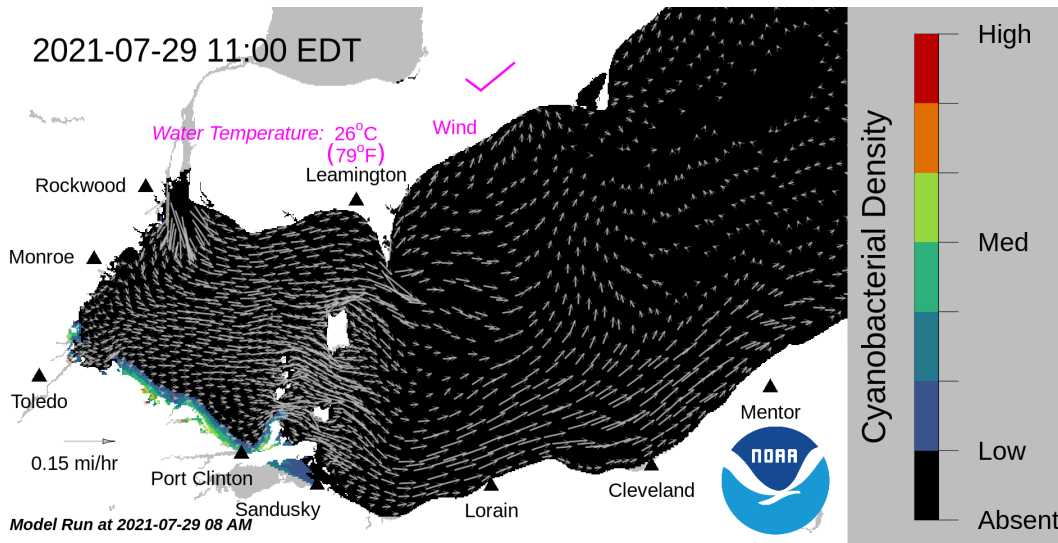 2021-07-29 11:00 EDT
High
Wind
Water Temperature: 26°C
(79°F)
Leamington
Rockwood
Cyanobacterial Density
Med
Monroe
Toledo
Mentor
NOAA
0.15 mi/hr
Low
Port Clinton
Cleveland
Sandusky
Lorain
Model Run at 2021-07-29 08 AM
Absent